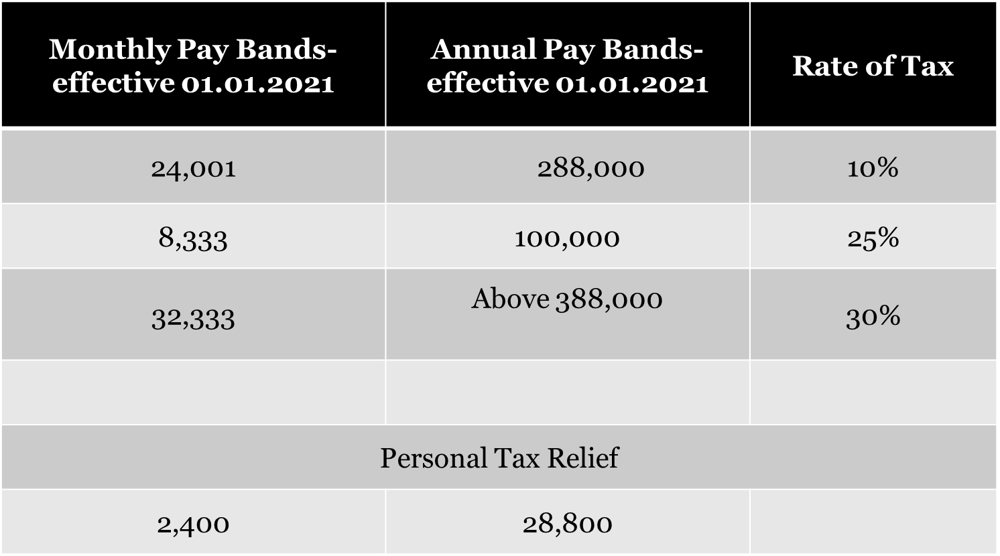 Monthly Pay Bands-
effective 01.01.2021
Annual Pay Bands-
effective 01.01.2021
Rate of Tax
24,001
288,000
10%
8,333
100,000
25%
32,333
Above 388,000
30%
Personal Tax Relief
2,400
28,800